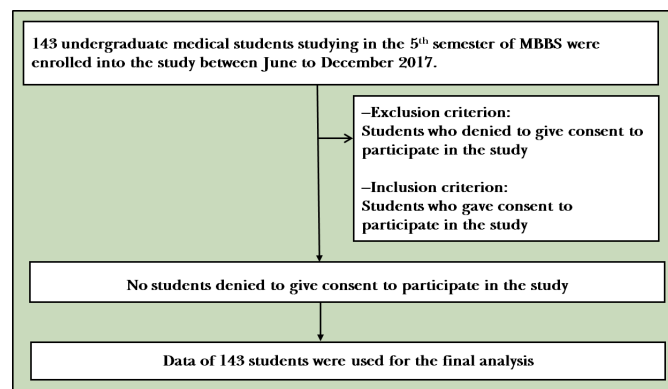 143 undergraduate medical students studying in the 5th semester of MBBS were
enrolled into the study between June to December 2017.
–Exclusion criterion:
Students who denied to give consent to
participate in the study
–Inclusion criterion:
Students who gave consent to
participate in the study
No students denied to give consent to participate in the study
Data of 143 students were used for the final analysis